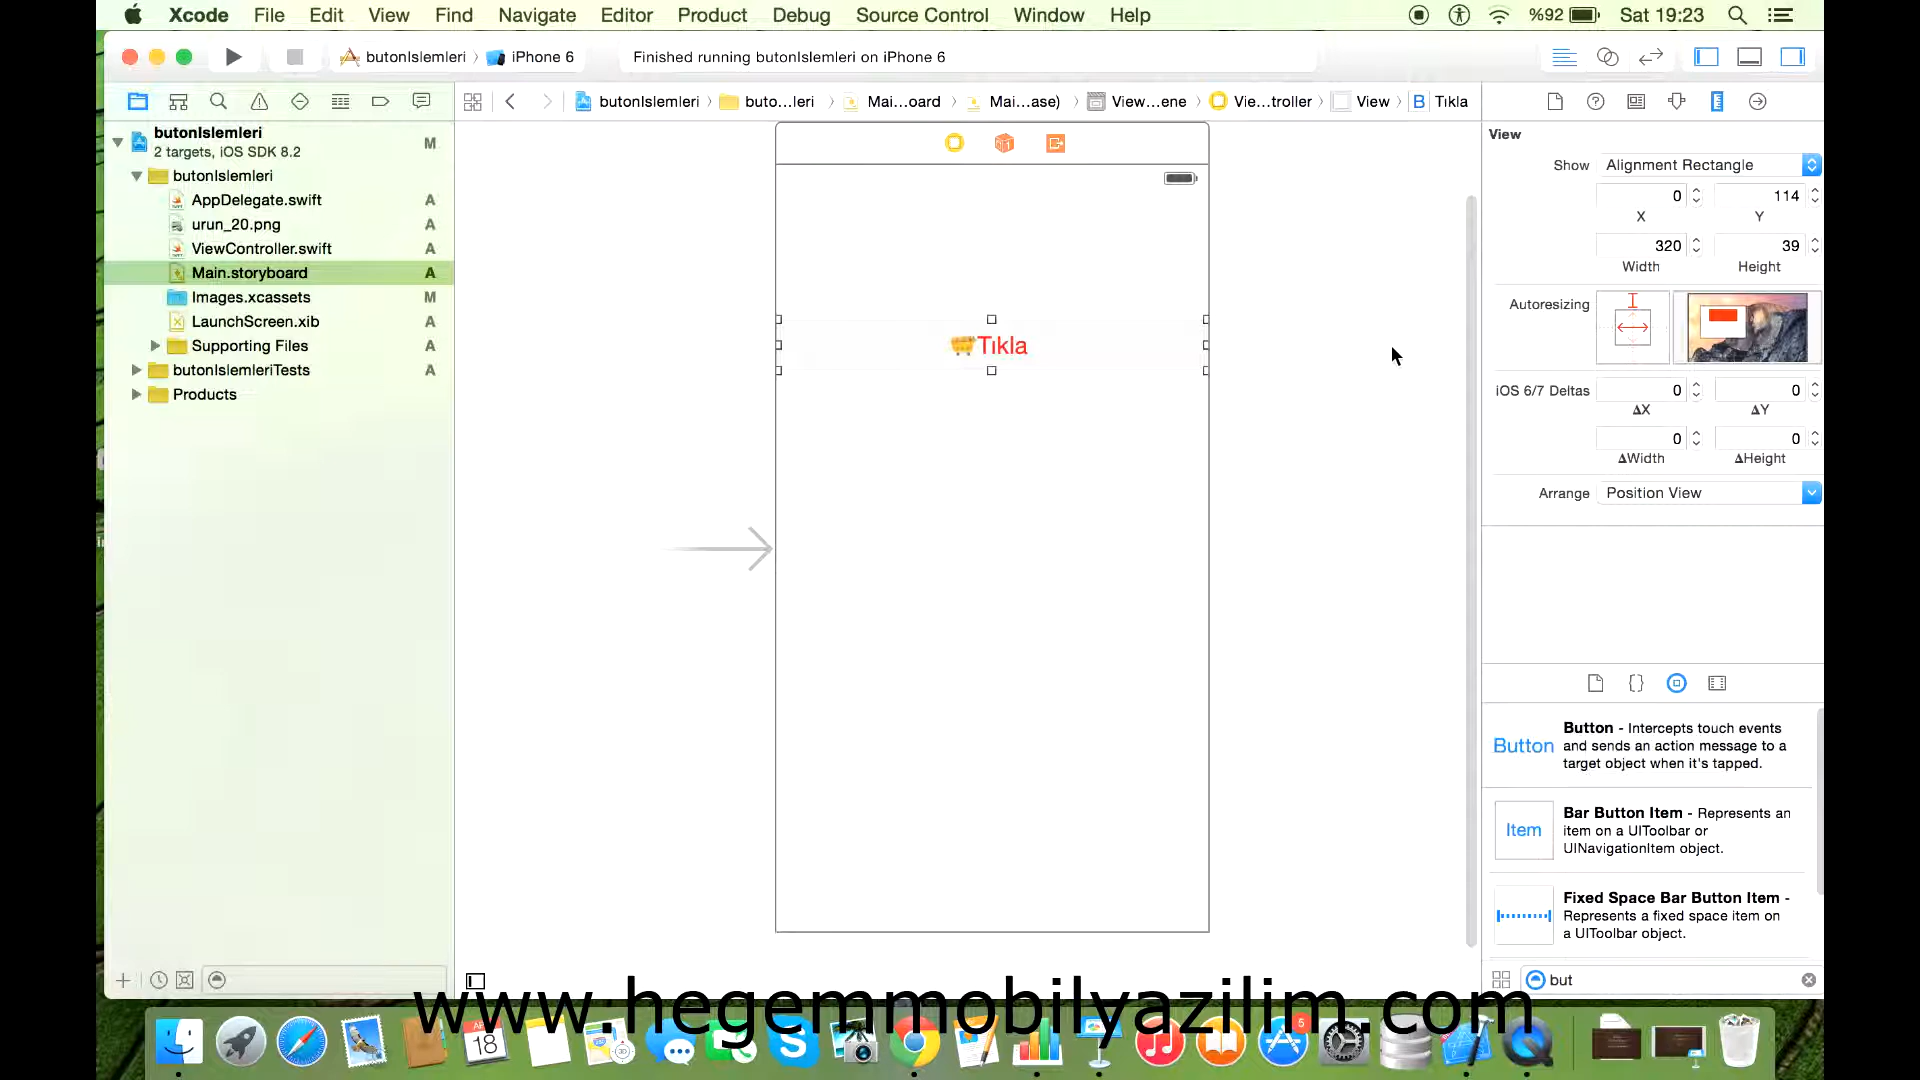 Xcode File Edit View Find Navigate Editor Product Debug Source Control Window Help %92 Sat 19:23
butonIslemleri iPhone 6 Finished running butonIslemleri on iPhone 6
butonIslemleri buto...leri Mai...oard Mai...ase) View...ene Vie...troller View B Tıkla
butonIslemleri M
2 targets, iOS SDK 8.2
butonIslemleri
AppDelegate.swift A
urun_20.png A
ViewController.swift A
Main.storyboard A
Images.xcassets M
LaunchScreen.xib A
Supporting Files A
butonIslemleriTests A
Products
Tıkla
View
Show Alignment Rectangle
0 114
X Y
320 39
Width Height
Autoresizing
iOS 6/7 Deltas 0 0
ΔX ΔY
0 0
ΔWidth ΔHeight
Arrange Position View
Button Button - Intercepts touch events
and sends an action message to a
target object when it's tapped.
Item Bar Button Item - Represents an
item on a UIToolbar or
UINavigationItem object.
Fixed Space Bar Button Item -
Represents a fixed space item on
a UIToolbar object.
but
www.hegemmobilyazilim.com
18
6